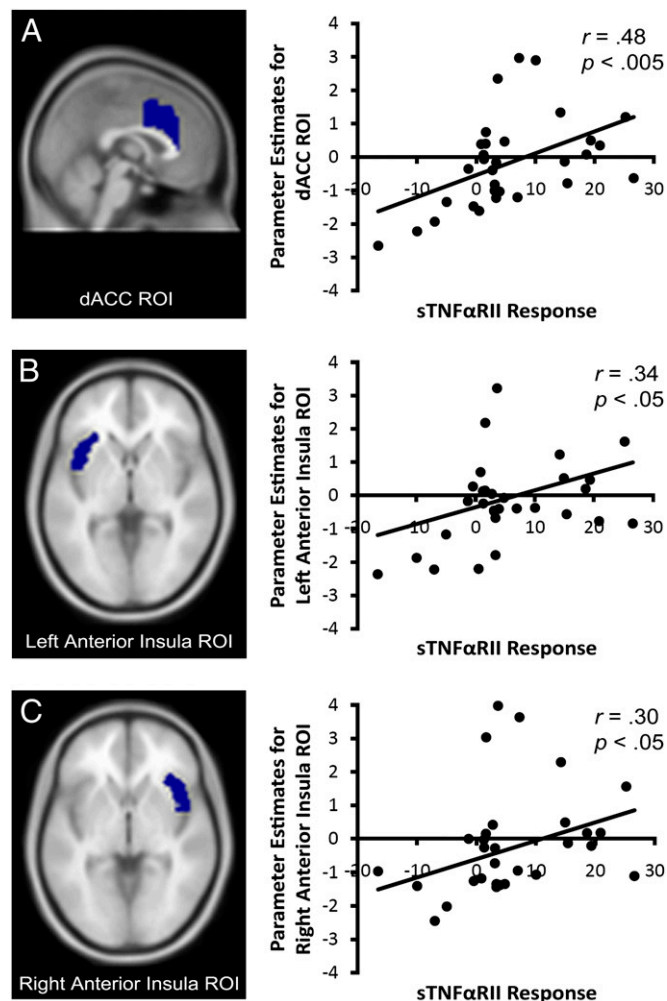 A
dACC ROI
Parameter Estimates for
dACC ROI
r = .48
p < .005
4
3
2
1
0
-1
-2
-3
-4
-20
-10
0
10
20
30
sTNFαRII Response
B
Left Anterior Insula ROI
Parameter Estimates for
Left Anterior Insula ROI
r = .34
p < .05
4
3
2
1
0
-1
-2
-3
-4
-20
-10
0
10
20
30
sTNFαRII Response
C
Right Anterior Insula ROI
Parameter Estimates for
Right Anterior Insula ROI
r = .30
p < .05
4
3
2
1
0
-1
-2
-3
-4
-20
-10
0
10
20
30
sTNFαRII Response